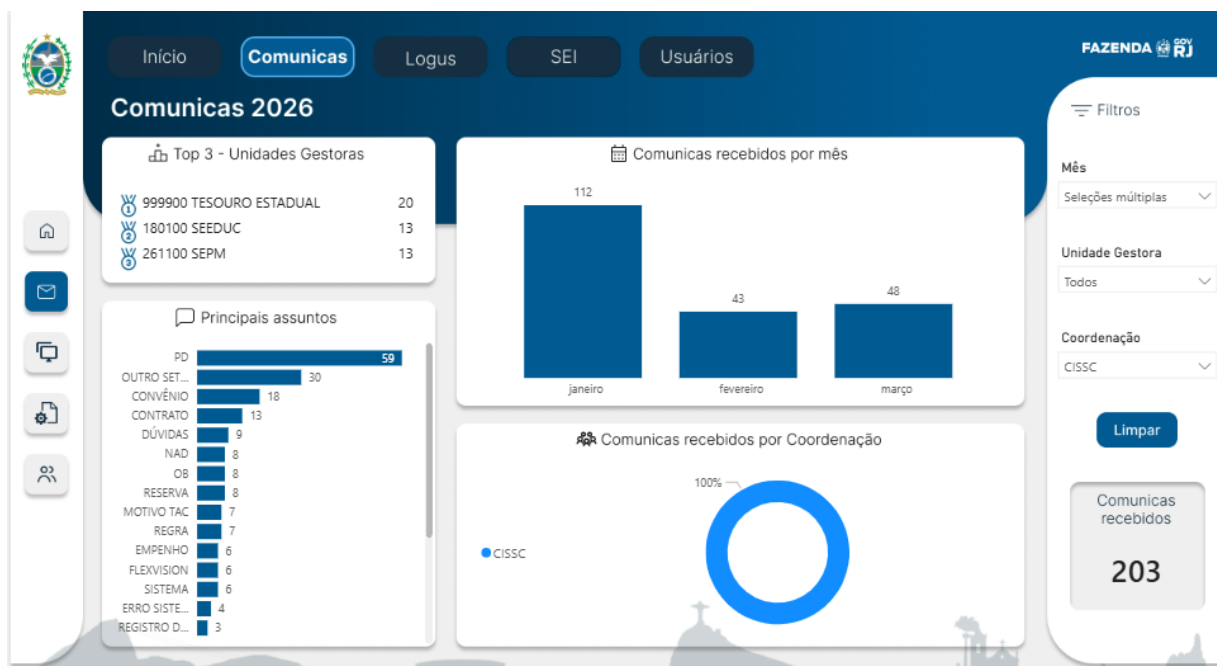 Início
Comunicas
Logus
SEI
Usuários
FAZENDA GOV RJ
Comunicas 2026
Filtros
Top 3 - Unidades Gestoras
1 999900 TESOURO ESTADUAL 20
2 180100 SEEDUC 13
3 261100 SEPM 13
Principais assuntos
PD 59
OUTRO SET... 30
CONVÊNIO 18
CONTRATO 13
DÚVIDAS 9
NAD 8
OB 8
RESERVA 8
MOTIVO TAC 7
REGRA 7
EMPENHO 6
FLEXVISION 6
SISTEMA 6
ERRO SISTE... 4
REGISTRO D... 3
Comunicas recebidos por mês
112
43
48
janeiro
fevereiro
março
Comunicas recebidos por Coordenação
100%
CISSC
Mês
Seleções múltiplas
Unidade Gestora
Todos
Coordenação
CISSC
Limpar
Comunicas
recebidos
203